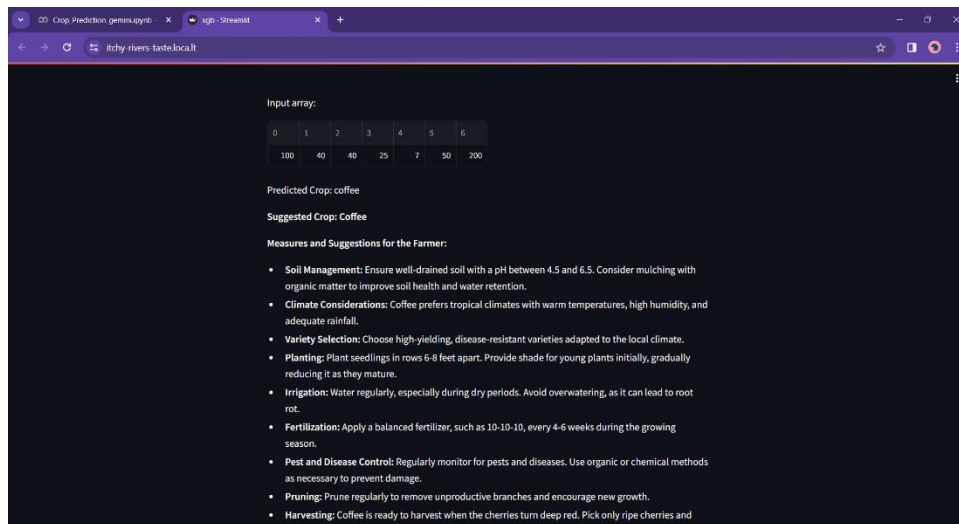 Crop_Prediction_gemini.ipynb -
xgb · Streamlit
itchy-rivers-taste.loca.lt
Input array:
0 1 2 3 4 5 6
100 40 40 25 7 50 200
Predicted Crop: coffee
Suggested Crop: Coffee
Measures and Suggestions for the Farmer:
• Soil Management: Ensure well-drained soil with a pH between 4.5 and 6.5. Consider mulching with
organic matter to improve soil health and water retention.
• Climate Considerations: Coffee prefers tropical climates with warm temperatures, high humidity, and
adequate rainfall.
• Variety Selection: Choose high-yielding, disease-resistant varieties adapted to the local climate.
• Planting: Plant seedlings in rows 6-8 feet apart. Provide shade for young plants initially, gradually
reducing it as they mature.
• Irrigation: Water regularly, especially during dry periods. Avoid overwatering, as it can lead to root
rot.
• Fertilization: Apply a balanced fertilizer, such as 10-10-10, every 4-6 weeks during the growing
season.
• Pest and Disease Control: Regularly monitor for pests and diseases. Use organic or chemical methods
as necessary to prevent damage.
• Pruning: Prune regularly to remove unproductive branches and encourage new growth.
• Harvesting: Coffee is ready to harvest when the cherries turn deep red. Pick only ripe cherries and